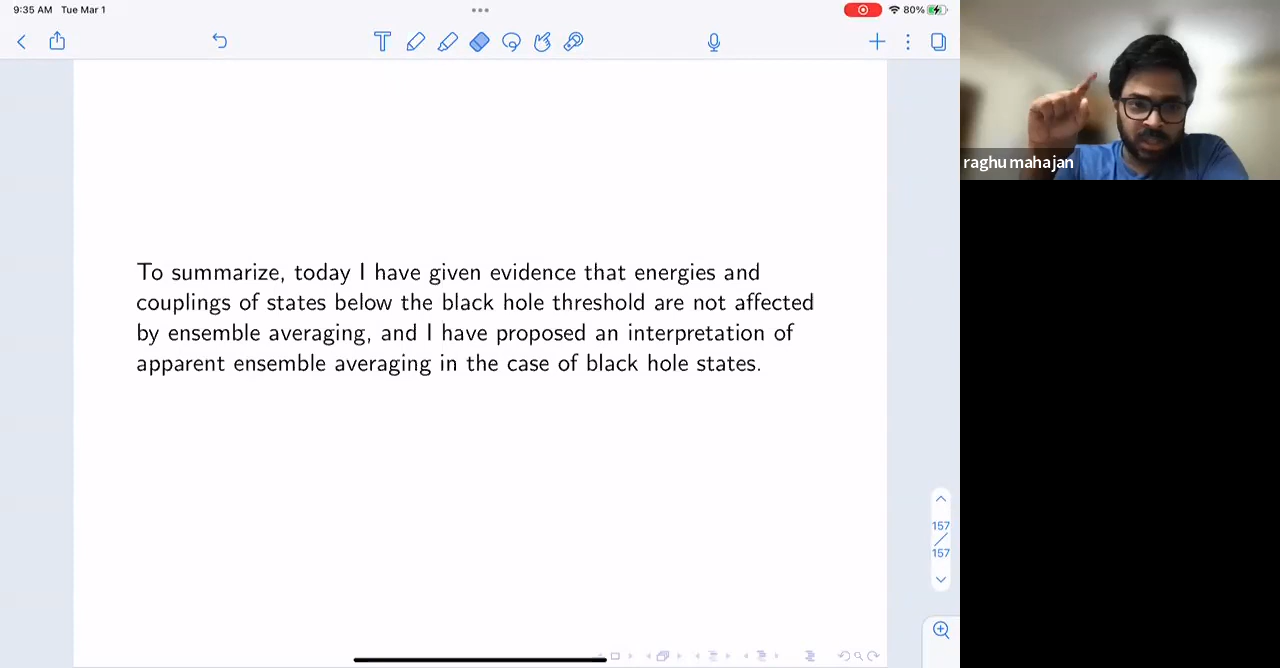 9:35 AM Tue Mar 1
80%
raghu mahajan
To summarize, today I have given evidence that energies and
couplings of states below the black hole threshold are not affected
by ensemble averaging, and I have proposed an interpretation of
apparent ensemble averaging in the case of black hole states.
157
157